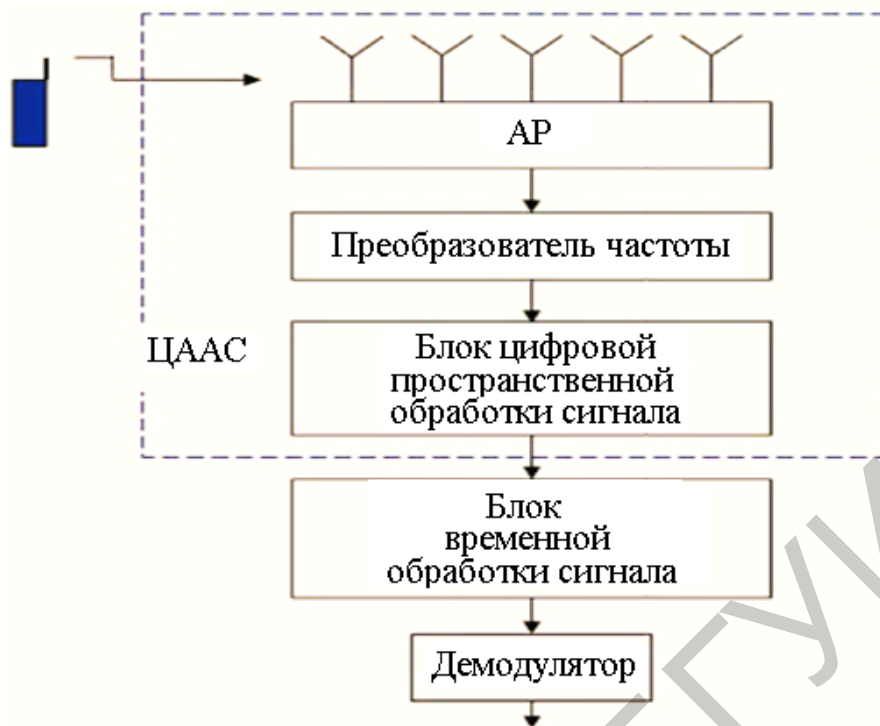 АР
Преобразователь частоты
ЦААС
Блок цифровой
пространственной
обработки сигнала
Блок
временной
обработки сигнала
Демодулятор